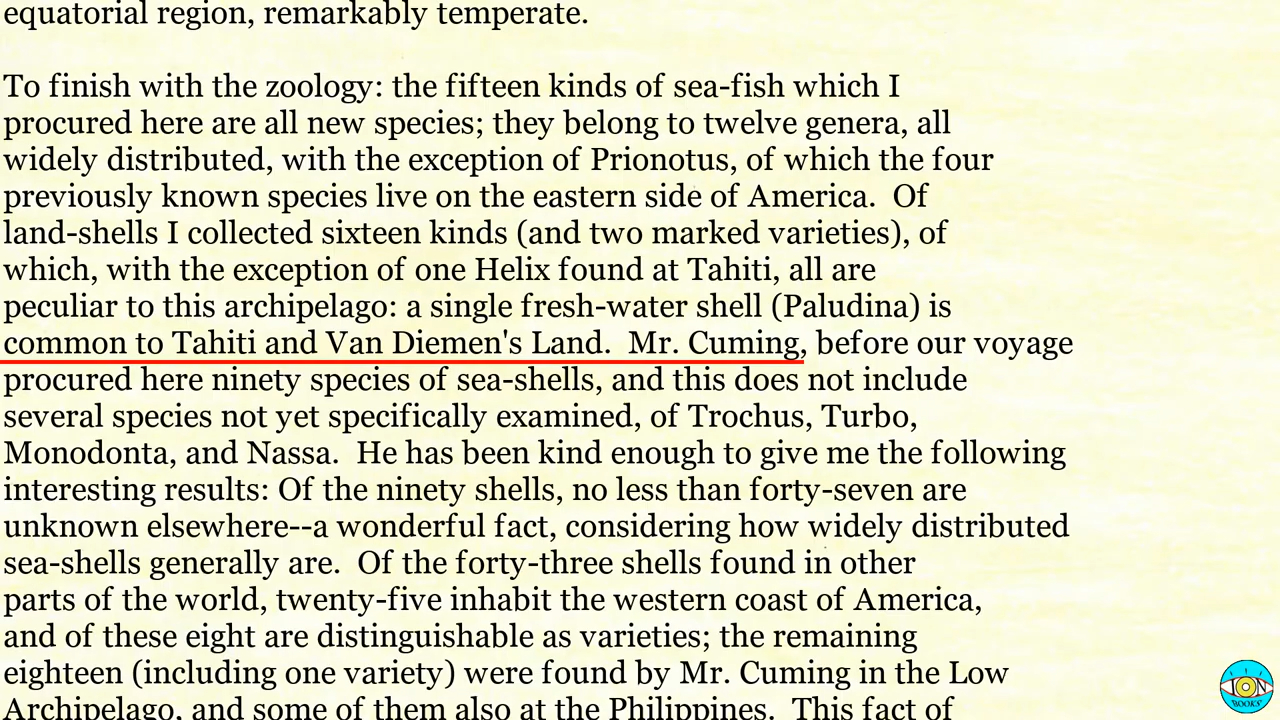 equatorial region, remarkably temperate.
To finish with the zoology: the fifteen kinds of sea-fish which I
procured here are all new species; they belong to twelve genera, all
widely distributed, with the exception of Prionotus, of which the four
previously known species live on the eastern side of America.  Of
land-shells I collected sixteen kinds (and two marked varieties), of
which, with the exception of one Helix found at Tahiti, all are
peculiar to this archipelago: a single fresh-water shell (Paludina) is
common to Tahiti and Van Diemen's Land.  Mr. Cuming, before our voyage
procured here ninety species of sea-shells, and this does not include
several species not yet specifically examined, of Trochus, Turbo,
Monodonta, and Nassa.  He has been kind enough to give me the following
interesting results: Of the ninety shells, no less than forty-seven are
unknown elsewhere--a wonderful fact, considering how widely distributed
sea-shells generally are.  Of the forty-three shells found in other
parts of the world, twenty-five inhabit the western coast of America,
and of these eight are distinguishable as varieties; the remaining
eighteen (including one variety) were found by Mr. Cuming in the Low
Archipelago, and some of them also at the Philippines.  This fact of
ION
BOOKS